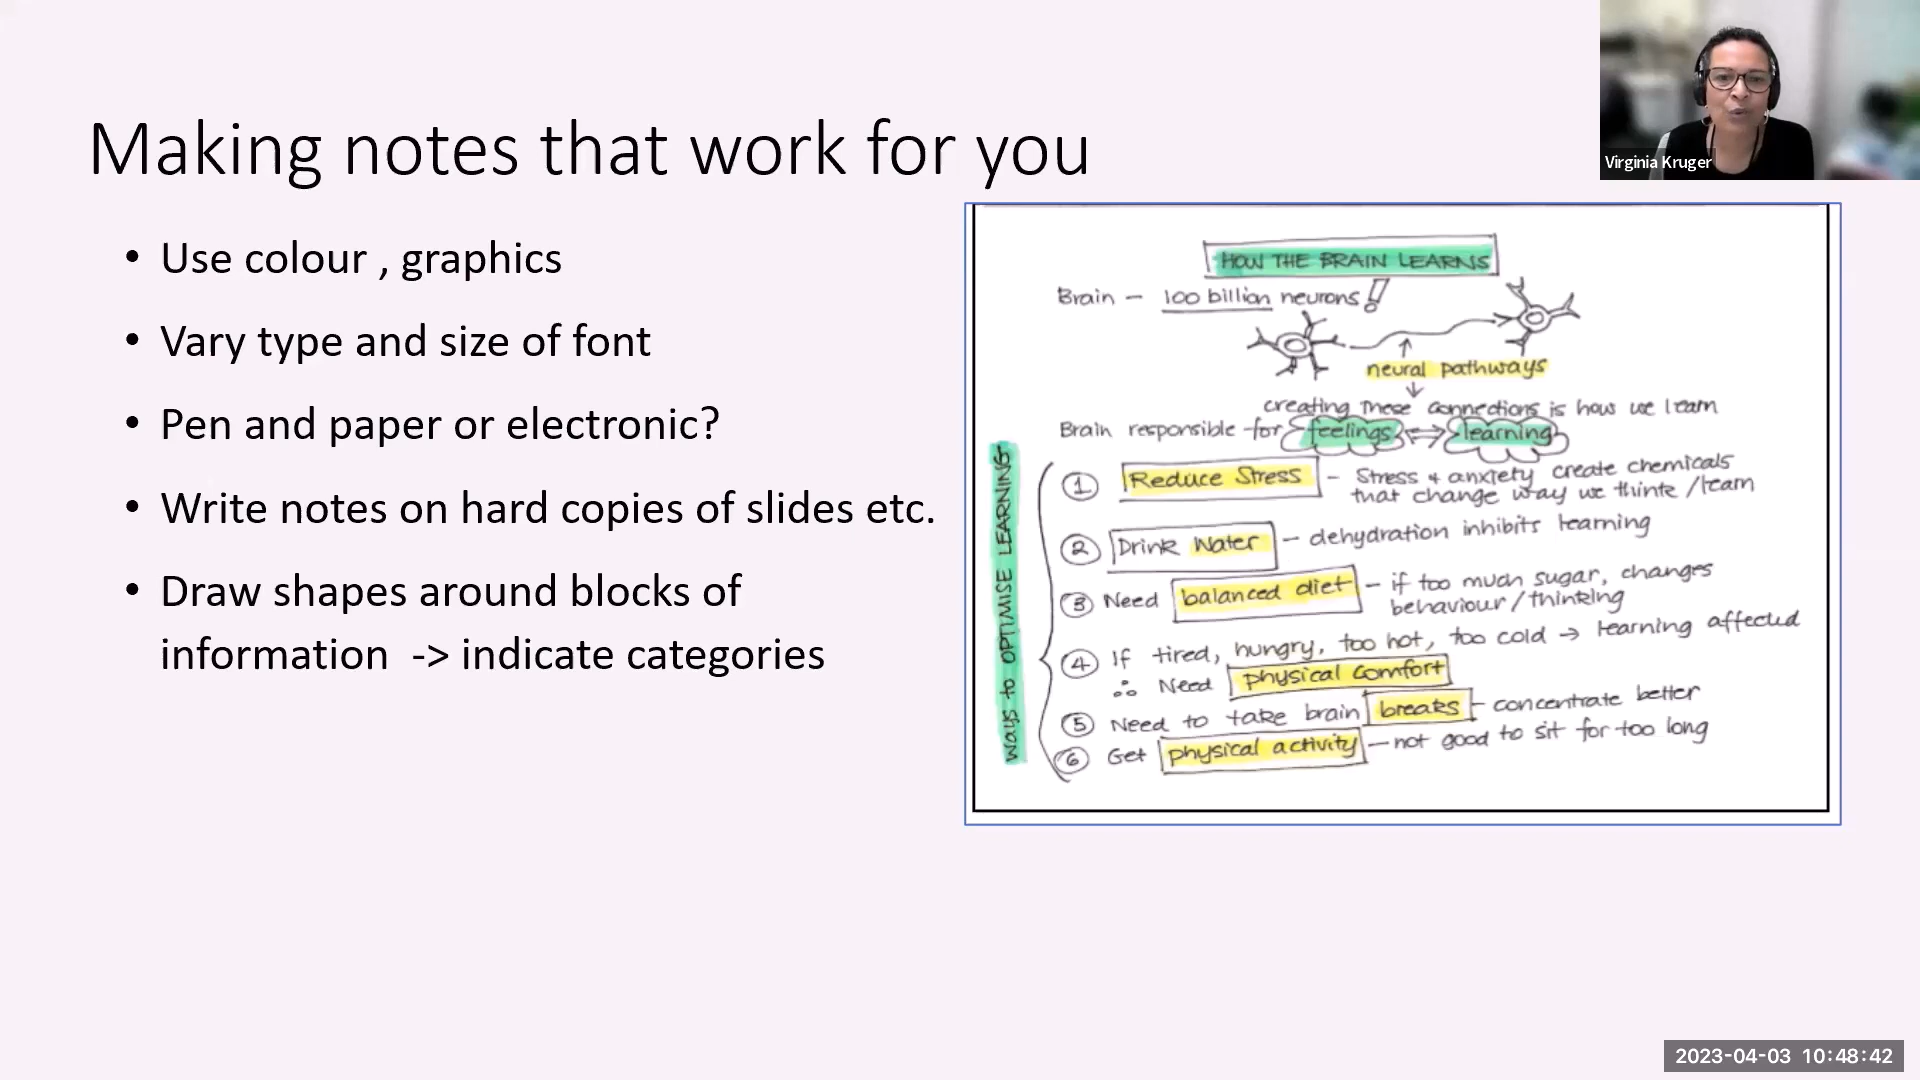 Making notes that work for you
• Use colour , graphics
• Vary type and size of font
• Pen and paper or electronic?
• Write notes on hard copies of slides etc.
• Draw shapes around blocks of
information -> indicate categories
Virginia Kruger
HOW THE BRAIN LEARNS
Brain - 100 billion neurons!
neural pathways
creating these connections is how we learn
Brain responsible for feelings ⇔ learning
ways to OPTIMISE LEARNING
① Reduce Stress - Stress + anxiety create chemicals
that change way we think / learn
② Drink Water - dehydration inhibits learning
③ Need balanced diet - if too much sugar, changes
behaviour / thinking
④ If tired, hungry, too hot, too cold → learning affected
∴ Need physical comfort
⑤ Need to take brain breaks - concentrate better
⑥ Get physical activity - not good to sit for too long
2023-04-03 10:48:42